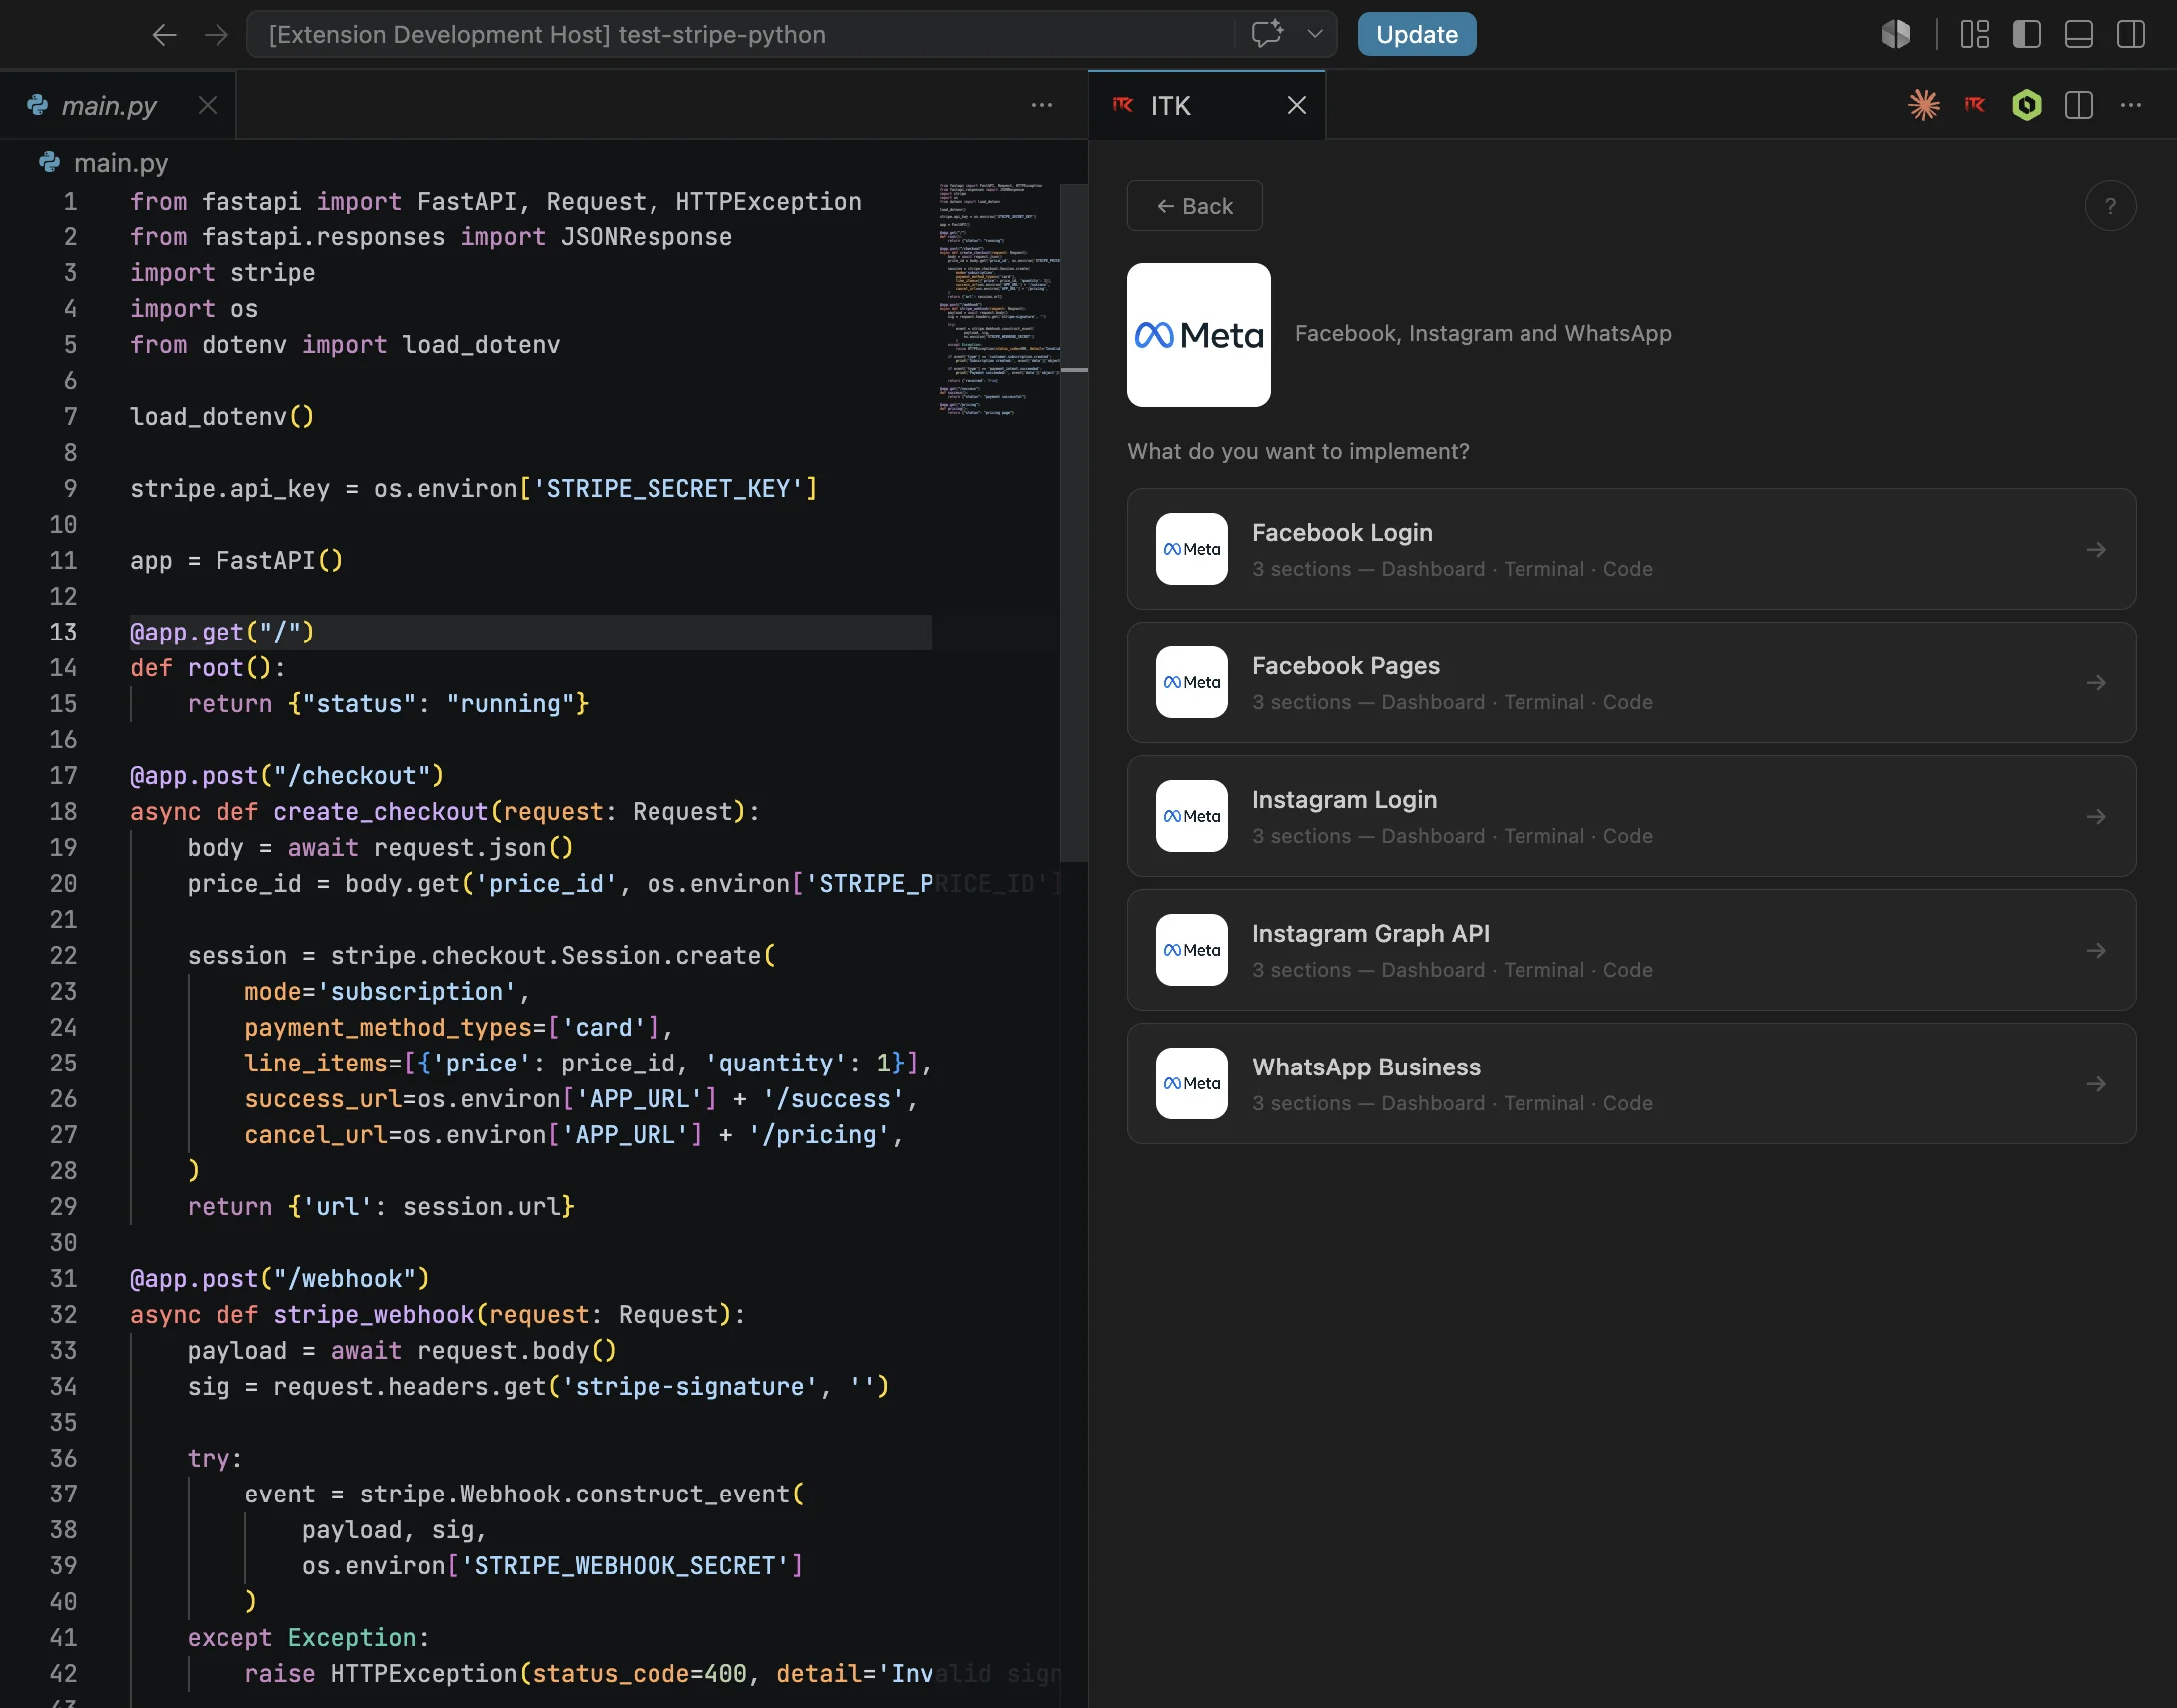 [Extension Development Host] test-stripe-python
Update
main.py
ITK
main.py
1 from fastapi import FastAPI, Request, HTTPException
2 from fastapi.responses import JSONResponse
3 import stripe
4 import os
5 from dotenv import load_dotenv
6
7 load_dotenv()
8
9 stripe.api_key = os.environ['STRIPE_SECRET_KEY']
10
11 app = FastAPI()
12
13 @app.get("/")
14 def root():
15     return {"status": "running"}
16
17 @app.post("/checkout")
18 async def create_checkout(request: Request):
19     body = await request.json()
20     price_id = body.get('price_id', os.environ['STRIPE_PRICE_ID']
21
22     session = stripe.checkout.Session.create(
23         mode='subscription',
24         payment_method_types=['card'],
25         line_items=[{'price': price_id, 'quantity': 1}],
26         success_url=os.environ['APP_URL'] + '/success',
27         cancel_url=os.environ['APP_URL'] + '/pricing',
28     )
29     return {'url': session.url}
30
31 @app.post("/webhook")
32 async def stripe_webhook(request: Request):
33     payload = await request.body()
34     sig = request.headers.get('stripe-signature', '')
35
36     try:
37         event = stripe.Webhook.construct_event(
38             payload, sig,
39             os.environ['STRIPE_WEBHOOK_SECRET']
40         )
41     except Exception:
42         raise HTTPException(status_code=400, detail='Invalid sign
43
← Back
?
Meta
Facebook, Instagram and WhatsApp
What do you want to implement?
Meta
Facebook Login
3 sections — Dashboard · Terminal · Code
Meta
Facebook Pages
3 sections — Dashboard · Terminal · Code
Meta
Instagram Login
3 sections — Dashboard · Terminal · Code
Meta
Instagram Graph API
3 sections — Dashboard · Terminal · Code
Meta
WhatsApp Business
3 sections — Dashboard · Terminal · Code